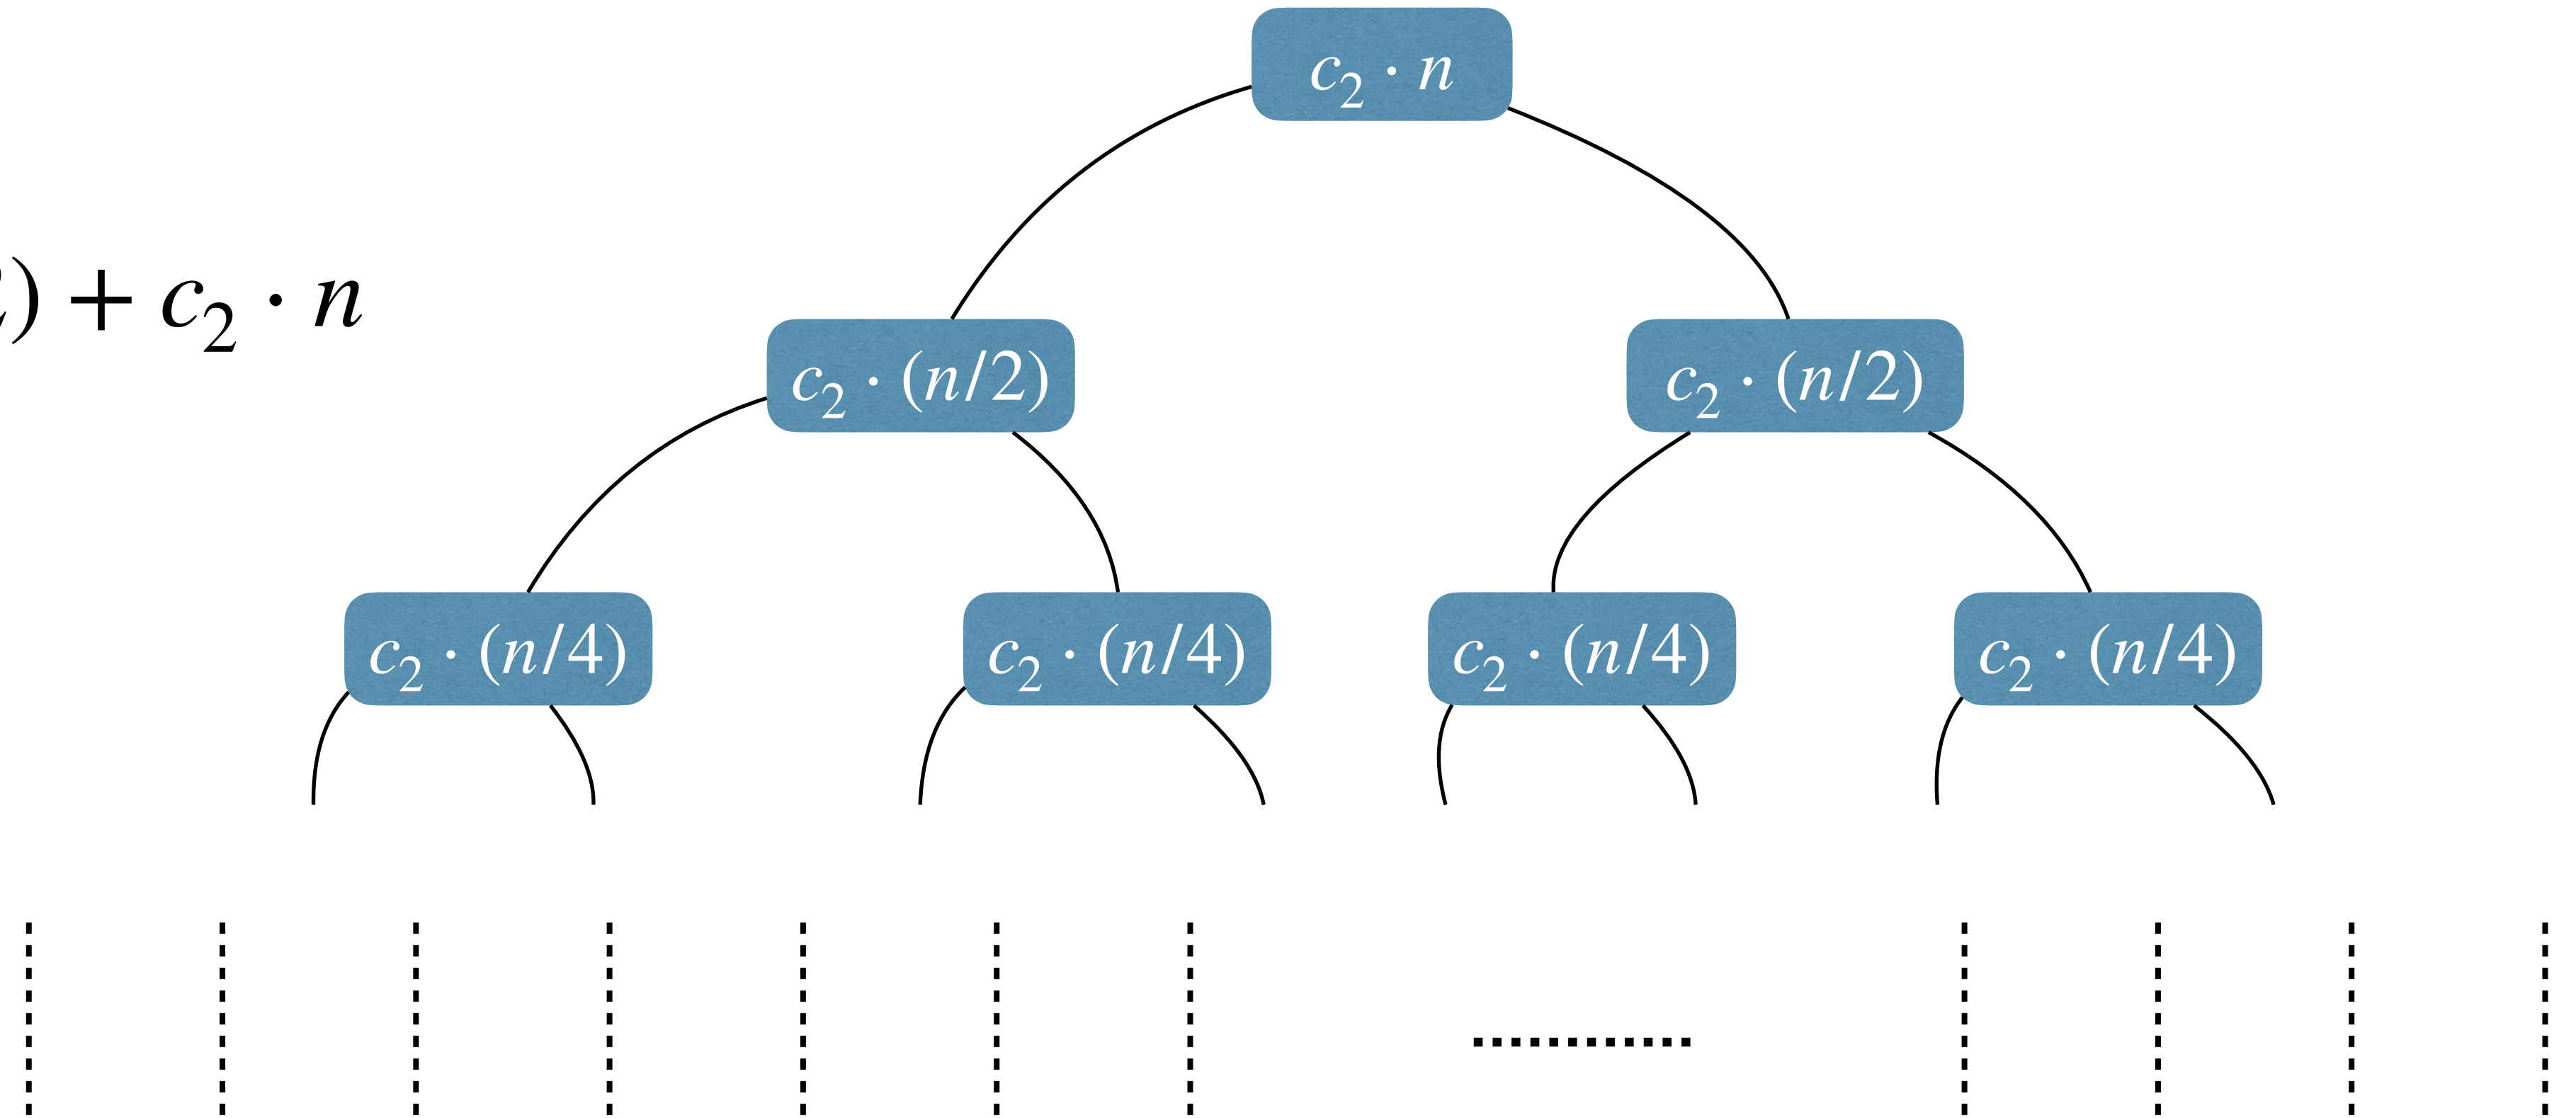 c₂ · n
) + c₂ · n
c₂ · (n/2) c₂ · (n/2)
c₂ · (n/4) c₂ · (n/4) c₂ · (n/4) c₂ · (n/4)